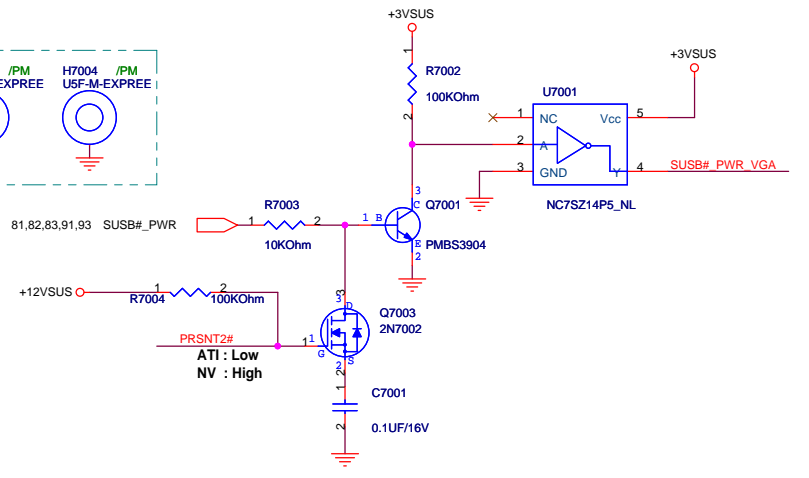 +3VSUS
/PM
EXPREE
H7004 /PM
U5F-M-EXPREE
1
R7002
100KOhm
2
+3VSUS
U7001
1 NC Vcc 5
2 A
3 GND Y 4
SUSB#_PWR_VGA
NC7SZ14P5_NL
3
C Q7001
1 B
E PMBS3904
2
81,82,83,91,93 SUSB#_PWR
R7003
1 2
10KOhm
+12VSUS
1 2
R7004 100KOhm
3
3 D
Q7003
2N7002
PRSNT2#
1 1
G
S
2 2
ATI : Low
NV : High
1
C7001
2
0.1UF/16V